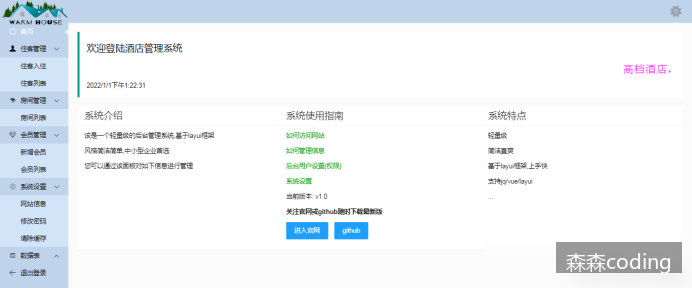 WARM HOUSE
首页
住客管理
住客入住
住客列表
房间管理
房间列表
会员管理
新增会员
会员列表
系统设置
网站信息
修改密码
清除缓存
数据表
退出登录
欢迎登陆酒店管理系统
高档酒店,
2022/1/1下午1:22:31
系统介绍
该是一个轻量级的后台管理系统,基于layui框架
风格简洁简单,中小型企业首选
您可以通过该面板对如下信息进行管理
系统使用指南
如何访问网站
如何管理信息
后台用户设置(权限)
系统设置
当前版本: v1.0
关注官网或github随时下载最新版
进入官网
github
系统特点
轻量级
简洁直爽
基于layui框架,上手快
支持jq/vue/layui
...
森森coding